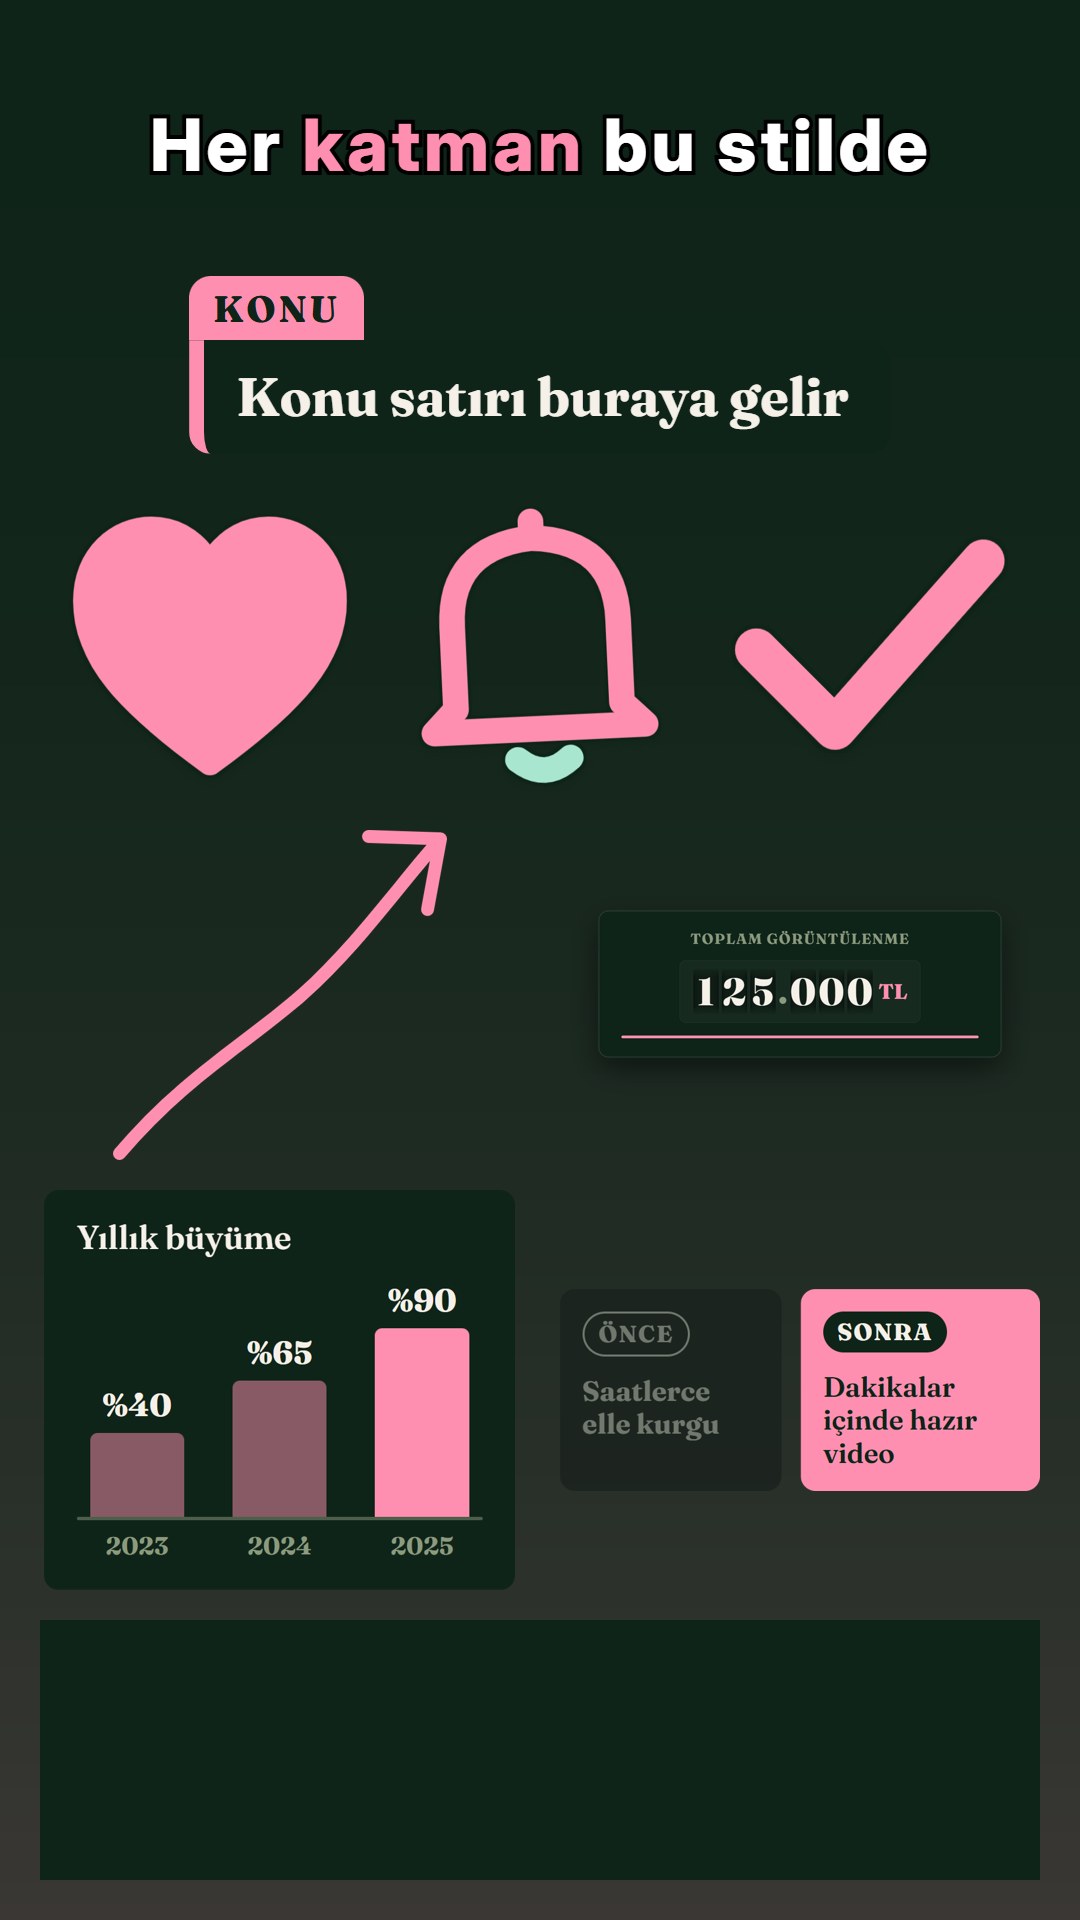 Her katman bu stilde
KONU
Konu satırı buraya gelir
TOPLAM GÖRÜNTÜLENME
125.000 TL
Yıllık büyüme
%40
%65
%90
2023
2024
2025
ÖNCE
Saatlerce
elle kurgu
SONRA
Dakikalar
içinde hazır
video